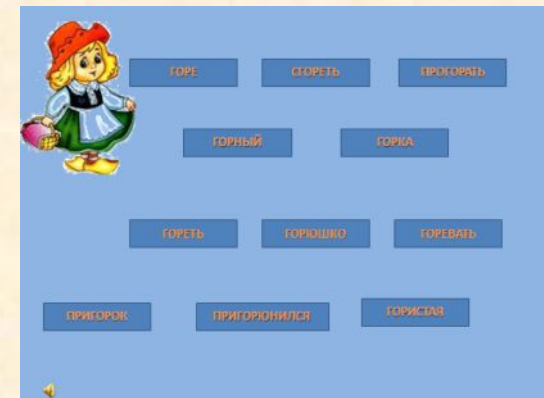 ГОРЕ СГОРЕТЬ ПРОГОРАТЬ
ГОРНЫЙ ГОРКА
ГОРЕТЬ ГОРЮШКО ГОРЕВАТЬ
ПРИГОРОК ПРИГОРЮНИЛСЯ ГОРИСТАЯ